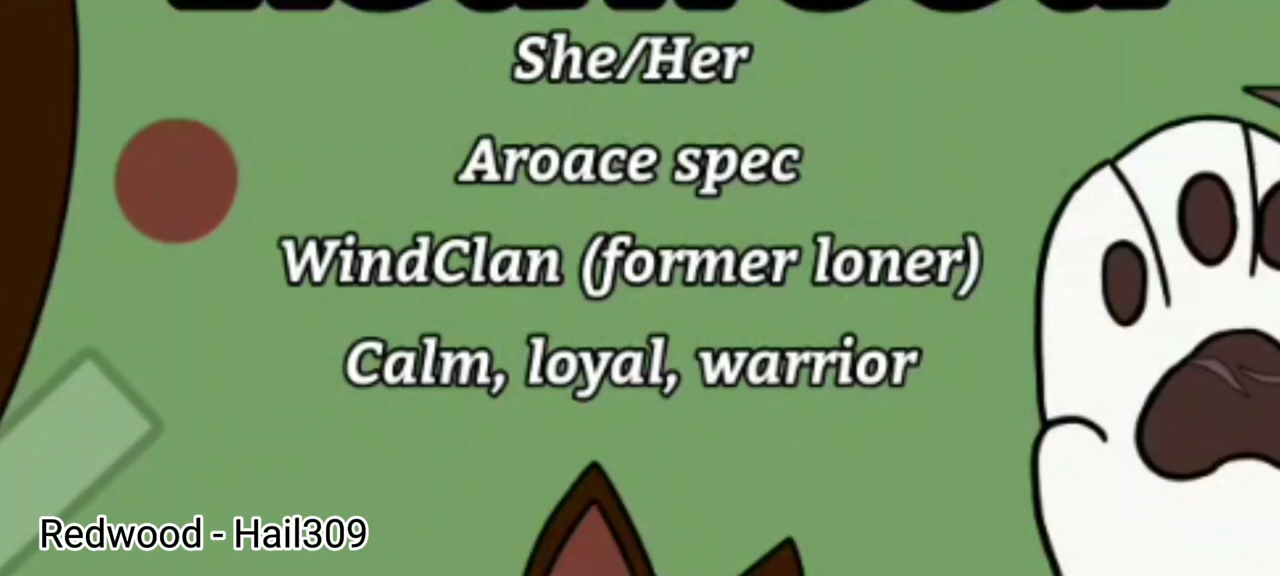 She/Her
Aroace spec
WindClan (former loner)
Calm, loyal, warrior
Redwood - Hail309